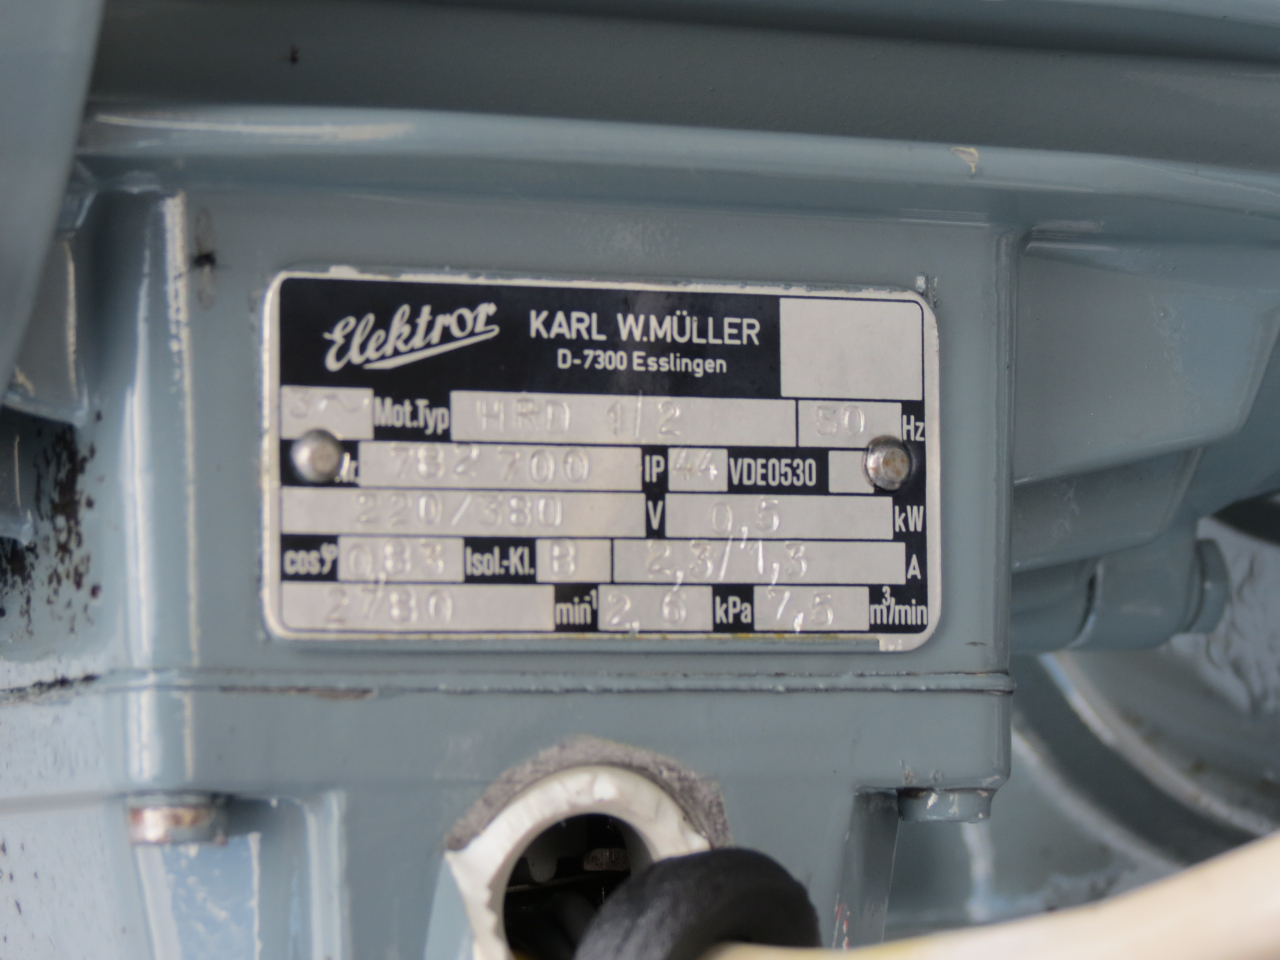 Elektror KARL W. MÜLLER
D-7300 Esslingen
3~ Mot.Typ HRD 1/2 50 Hz
782 700 IP 44 VDE0530
220/380 V 0,5 kW
cosφ 0,83 Isol.-Kl. B 2,3/1,3 A
2780 min-1 2,6 kPa 7,5 m³/min